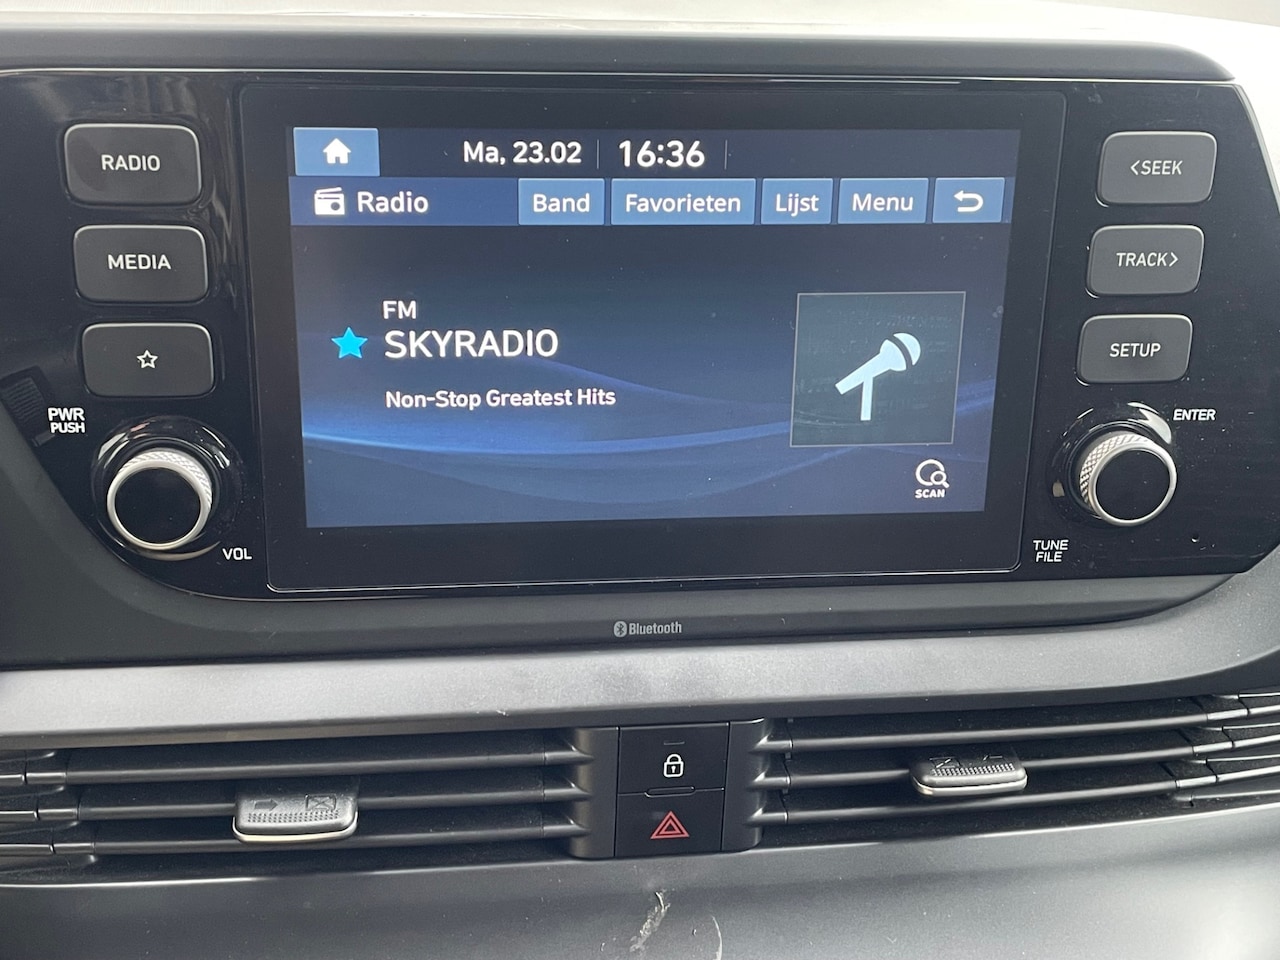 RADIO
MEDIA
PWR
PUSH
VOL
Ma, 23.02
16:36
Radio
Band
Favorieten
Lijst
Menu
FM
SKYRADIO
Non-Stop Greatest Hits
SCAN
<SEEK
TRACK>
SETUP
ENTER
TUNE
FILE
Bluetooth